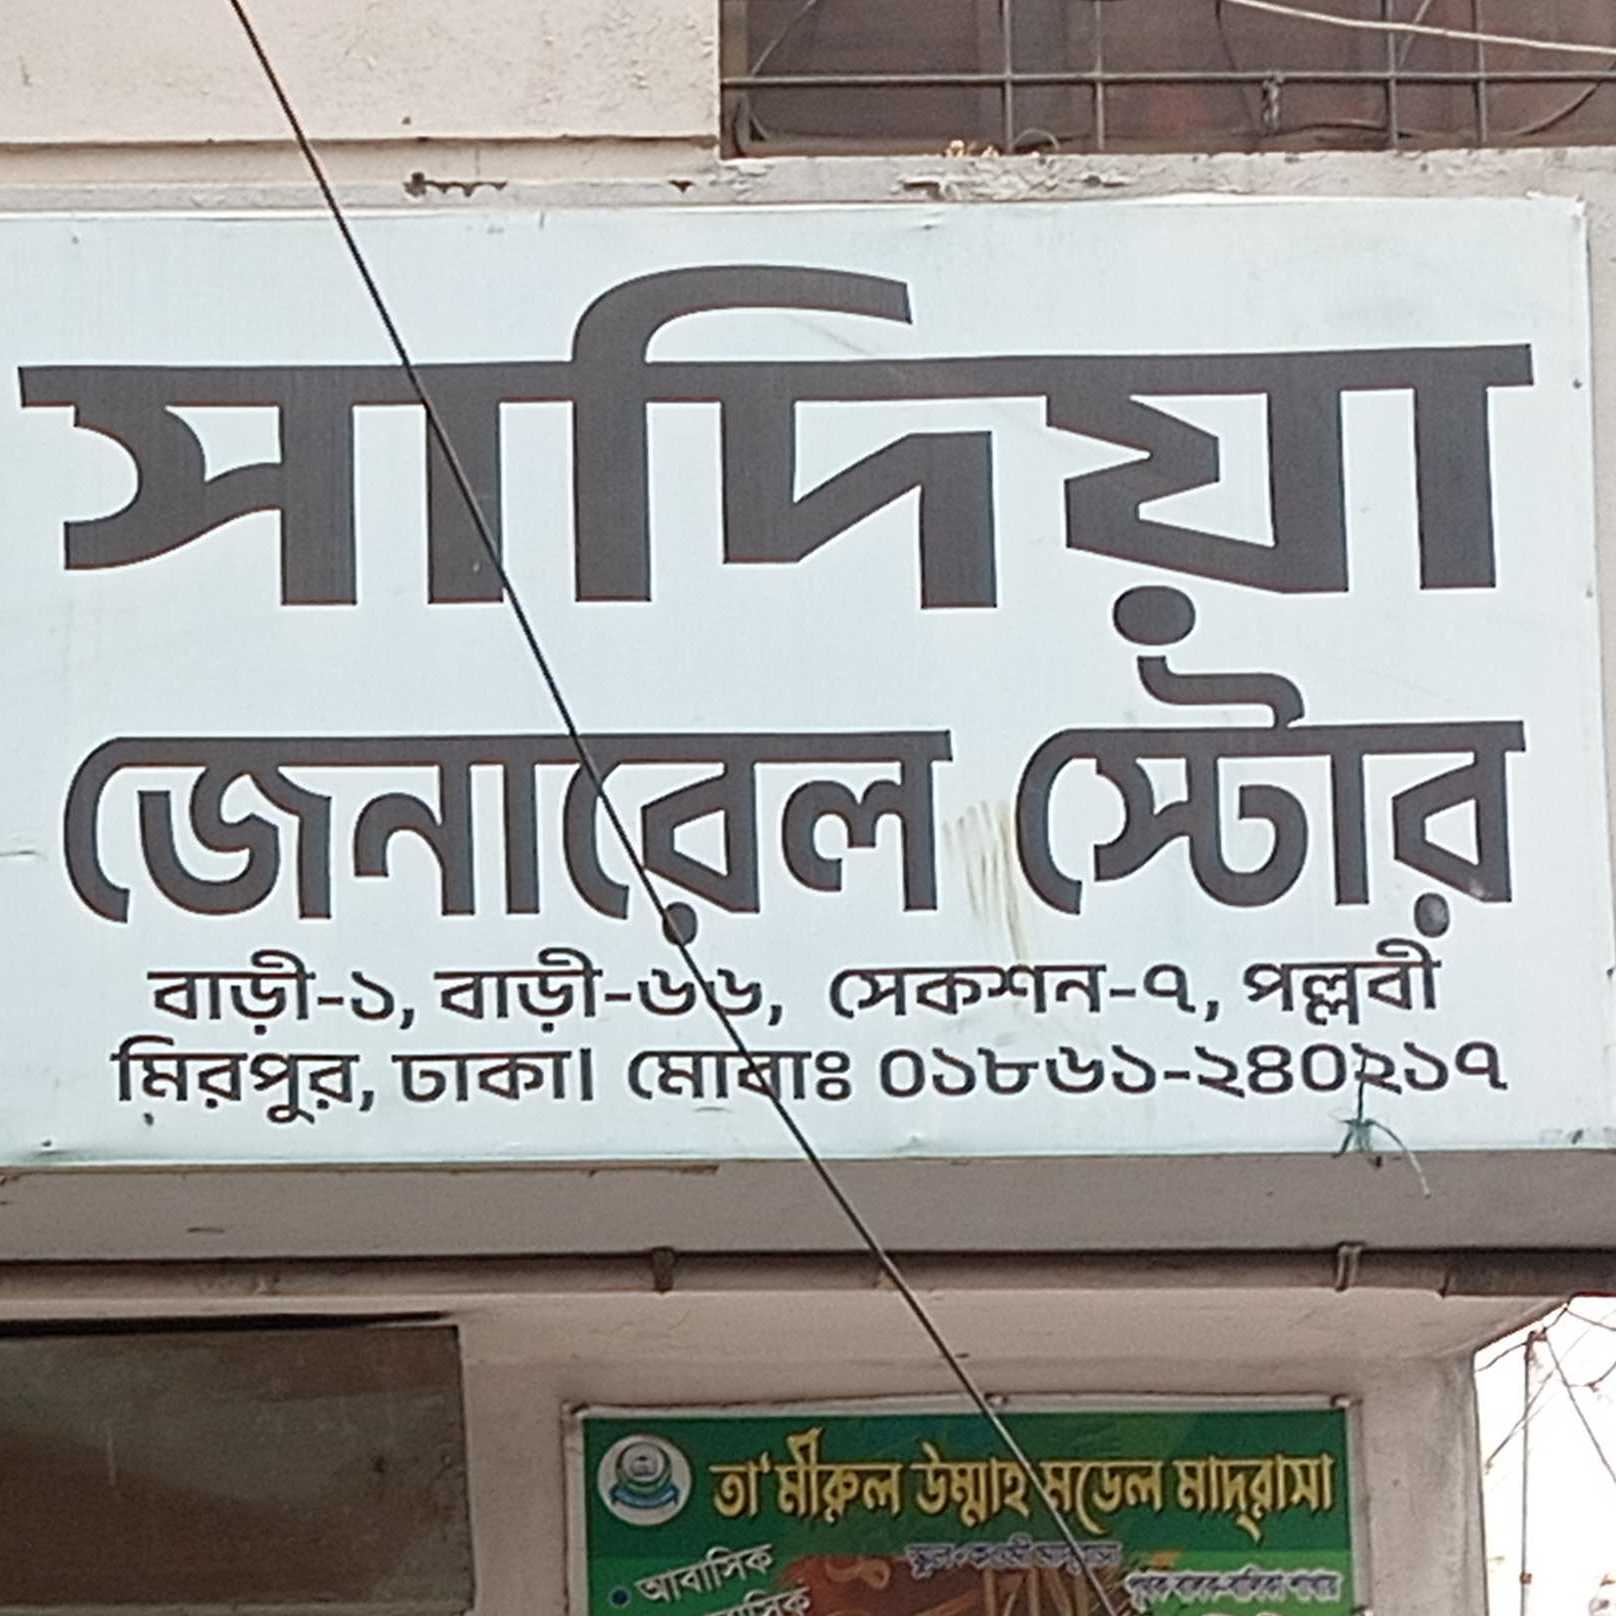 সাদিয়া
জেনারেল স্টোর
বাড়ী-১, বাড়ী-৬৬, সেকশন-৭, পল্লবী
মিরপুর, ঢাকা। মোবাঃ ০১৮৬১-২৪০২১৭
তা'মীরুল উম্মাহ মডেল মাদ্রাসা
আবাসিক